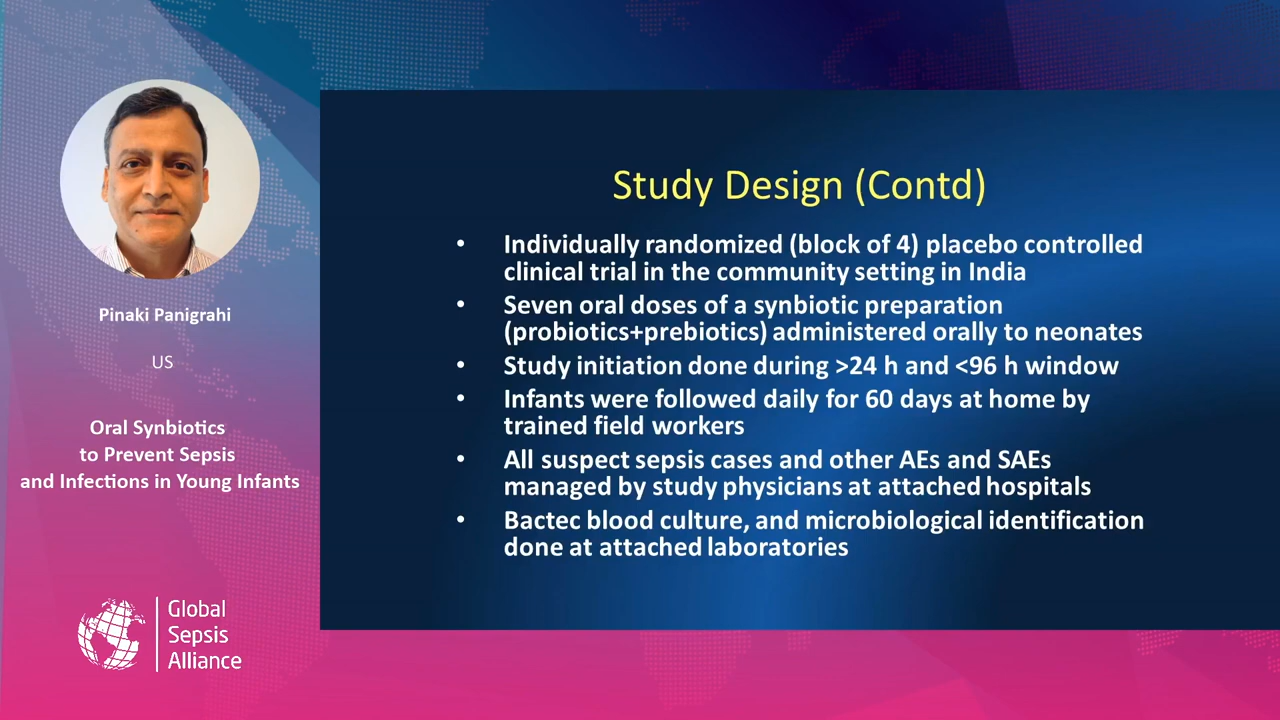 Pinaki Panigrahi
US
Oral Synbiotics
to Prevent Sepsis
and Infections in Young Infants
Global
Sepsis
Alliance
Study Design (Contd)
• Individually randomized (block of 4) placebo controlled
clinical trial in the community setting in India
• Seven oral doses of a synbiotic preparation
(probiotics+prebiotics) administered orally to neonates
• Study initiation done during >24 h and <96 h window
• Infants were followed daily for 60 days at home by
trained field workers
• All suspect sepsis cases and other AEs and SAEs
managed by study physicians at attached hospitals
• Bactec blood culture, and microbiological identification
done at attached laboratories